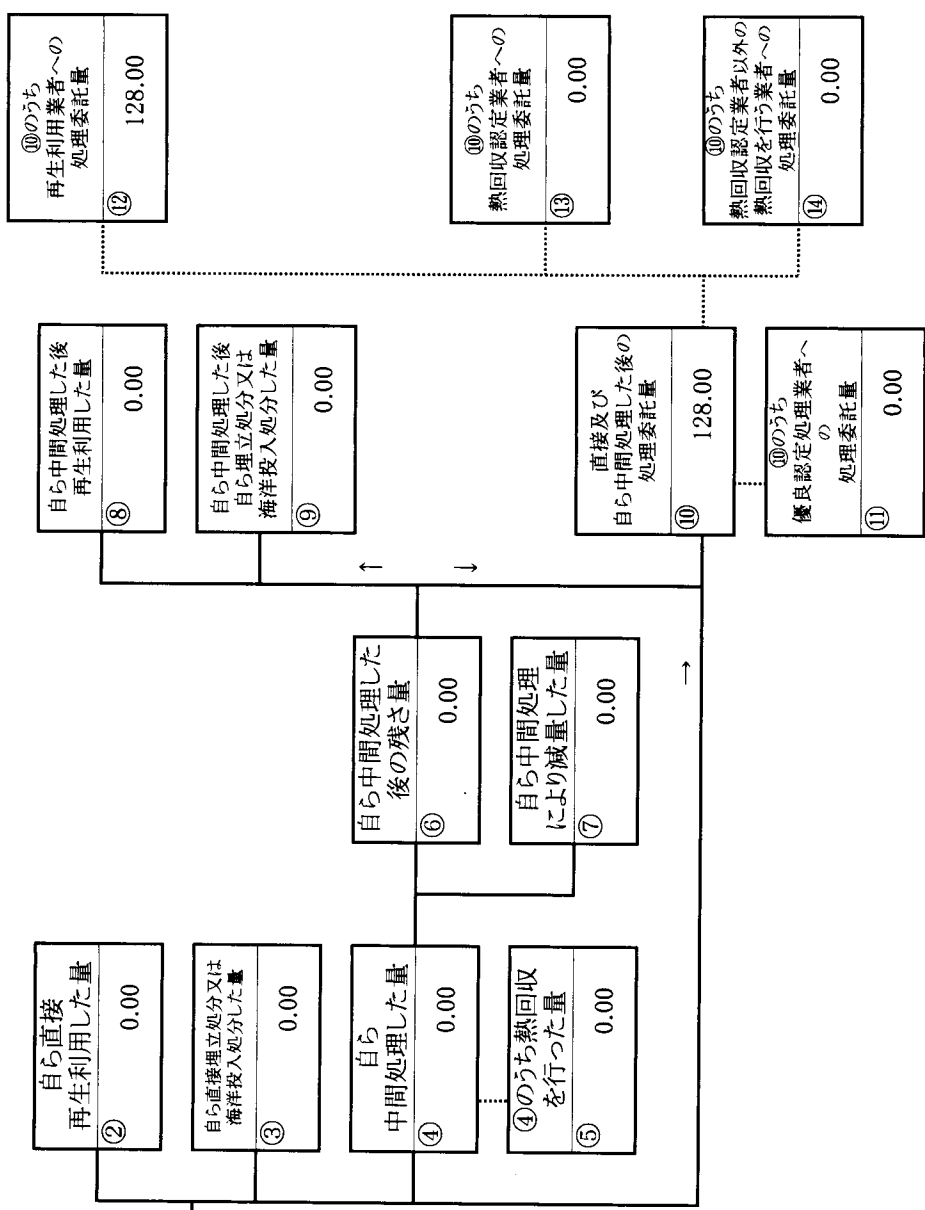 自ら直接
再生利用した量
② 0.00
自ら直接埋立処分又は
海洋投入処分した量
③ 0.00
自ら
中間処理した量
④ 0.00
④のうち熱回収
を行った量
⑤ 0.00
自ら中間処理した
後の残さ量
⑥ 0.00
自ら中間処理
により減量した量
⑦ 0.00
自ら中間処理した後
再生利用した量
⑧ 0.00
自ら中間処理した後
自ら埋立処分又は
海洋投入処分した量
⑨ 0.00
直接及び
自ら中間処理した後の
処理委託量
⑩ 128.00
⑩のうち
優良認定処理業者へ
の
処理委託量
⑪ 0.00
⑩のうち
再生利用業者への
処理委託量
⑫ 128.00
⑩のうち
熱回収認定業者への
処理委託量
⑬ 0.00
⑩のうち
熱回収認定業者以外の
熱回収を行う業者への
処理委託量
⑭ 0.00